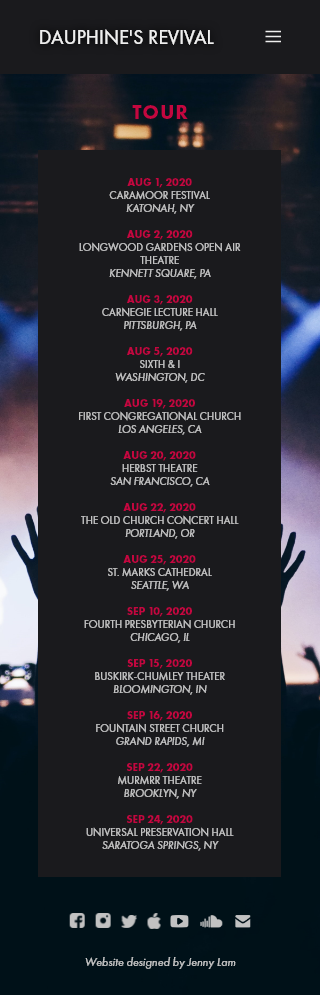 DAUPHINE'S REVIVAL
TOUR
AUG 1, 2020
CARAMOOR FESTIVAL
KATONAH, NY
AUG 2, 2020
LONGWOOD GARDENS OPEN AIR
THEATRE
KENNETT SQUARE, PA
AUG 3, 2020
CARNEGIE LECTURE HALL
PITTSBURGH, PA
AUG 5, 2020
SIXTH & I
WASHINGTON, DC
AUG 19, 2020
FIRST CONGREGATIONAL CHURCH
LOS ANGELES, CA
AUG 20, 2020
HERBST THEATRE
SAN FRANCISCO, CA
AUG 22, 2020
THE OLD CHURCH CONCERT HALL
PORTLAND, OR
AUG 25, 2020
ST. MARKS CATHEDRAL
SEATTLE, WA
SEP 10, 2020
FOURTH PRESBYTERIAN CHURCH
CHICAGO, IL
SEP 15, 2020
BUSKIRK-CHUMLEY THEATER
BLOOMINGTON, IN
SEP 16, 2020
FOUNTAIN STREET CHURCH
GRAND RAPIDS, MI
SEP 22, 2020
MURMRR THEATRE
BROOKLYN, NY
SEP 24, 2020
UNIVERSAL PRESERVATION HALL
SARATOGA SPRINGS, NY
Website designed by Jenny Lam